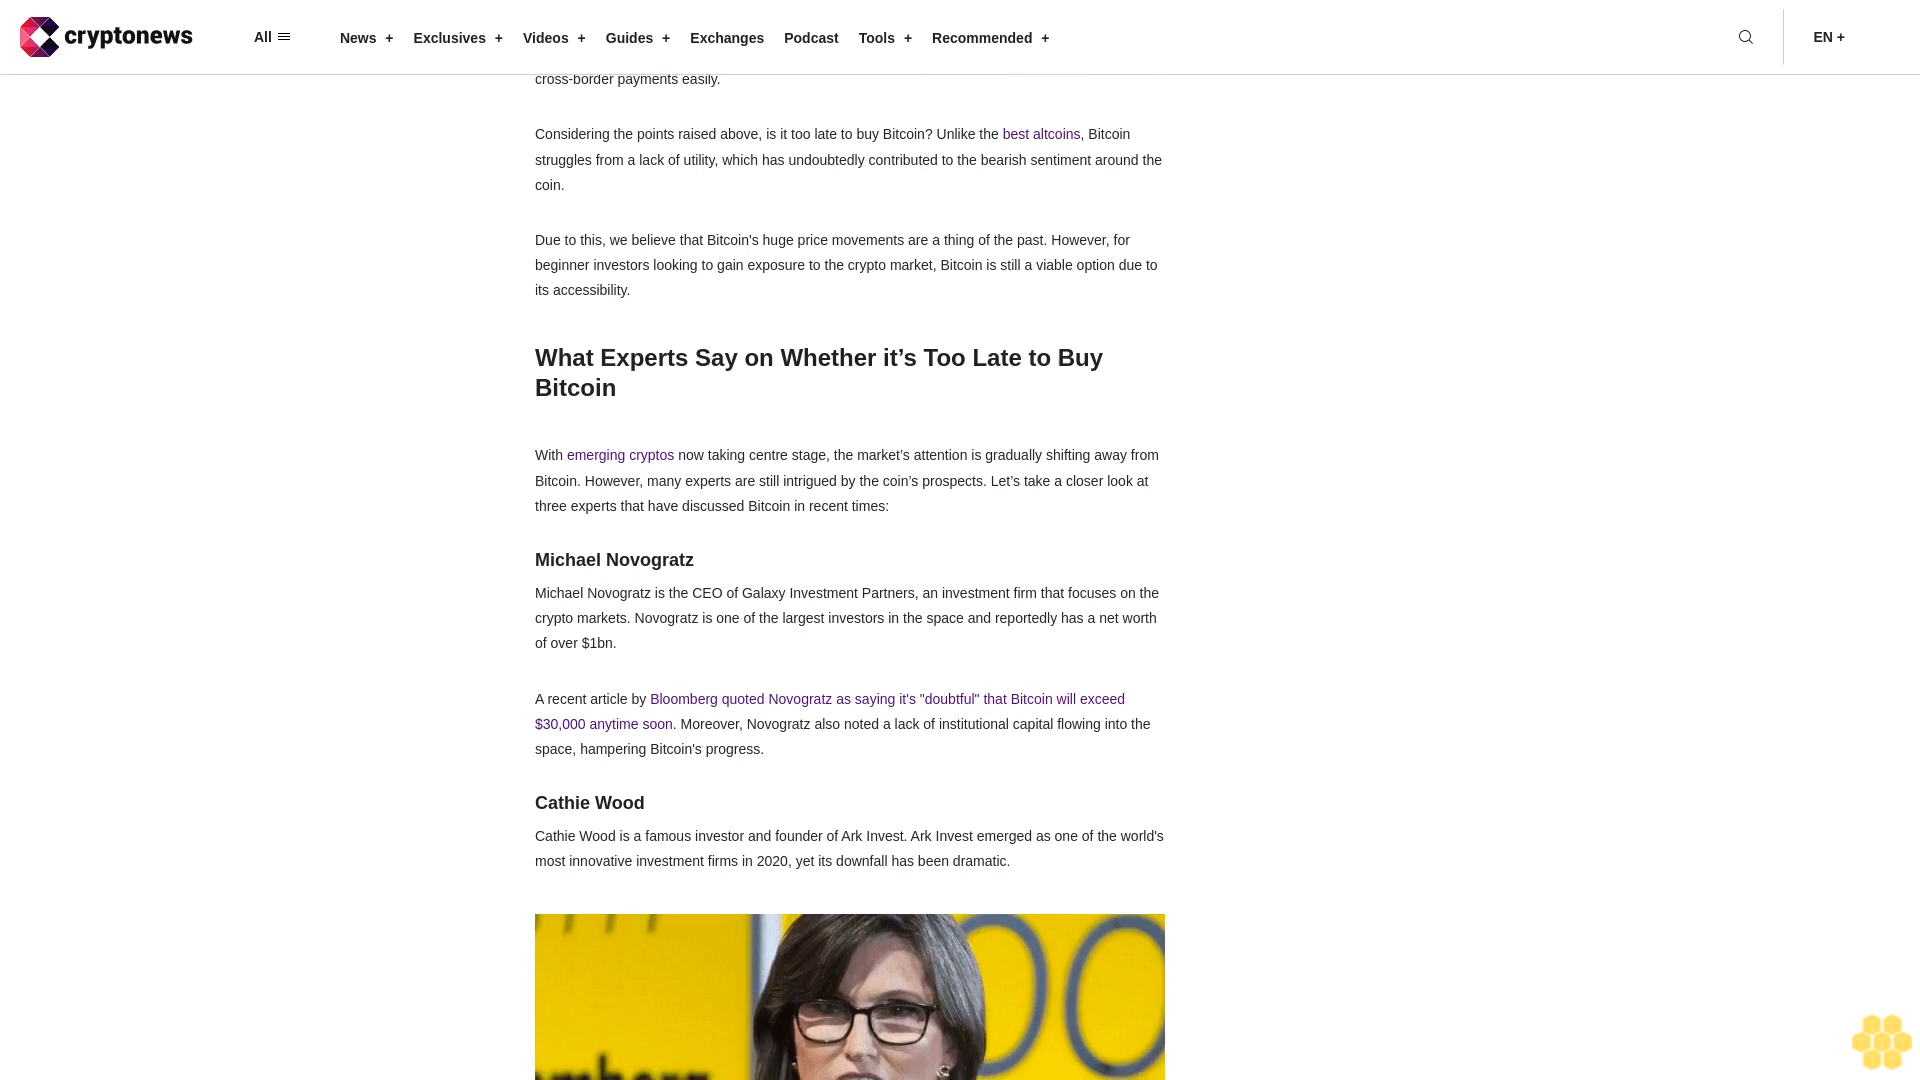 cryptonews
All
News +
Exclusives +
Videos +
Guides +
Exchanges
Podcast
Tools +
Recommended +
EN +
cross-border payments easily.
Considering the points raised above, is it too late to buy Bitcoin? Unlike the best altcoins, Bitcoin
struggles from a lack of utility, which has undoubtedly contributed to the bearish sentiment around the
coin.
Due to this, we believe that Bitcoin's huge price movements are a thing of the past. However, for
beginner investors looking to gain exposure to the crypto market, Bitcoin is still a viable option due to
its accessibility.
What Experts Say on Whether it’s Too Late to Buy
Bitcoin
With emerging cryptos now taking centre stage, the market’s attention is gradually shifting away from
Bitcoin. However, many experts are still intrigued by the coin’s prospects. Let’s take a closer look at
three experts that have discussed Bitcoin in recent times:
Michael Novogratz
Michael Novogratz is the CEO of Galaxy Investment Partners, an investment firm that focuses on the
crypto markets. Novogratz is one of the largest investors in the space and reportedly has a net worth
of over $1bn.
A recent article by Bloomberg quoted Novogratz as saying it's "doubtful" that Bitcoin will exceed
$30,000 anytime soon. Moreover, Novogratz also noted a lack of institutional capital flowing into the
space, hampering Bitcoin's progress.
Cathie Wood
Cathie Wood is a famous investor and founder of Ark Invest. Ark Invest emerged as one of the world's
most innovative investment firms in 2020, yet its downfall has been dramatic.